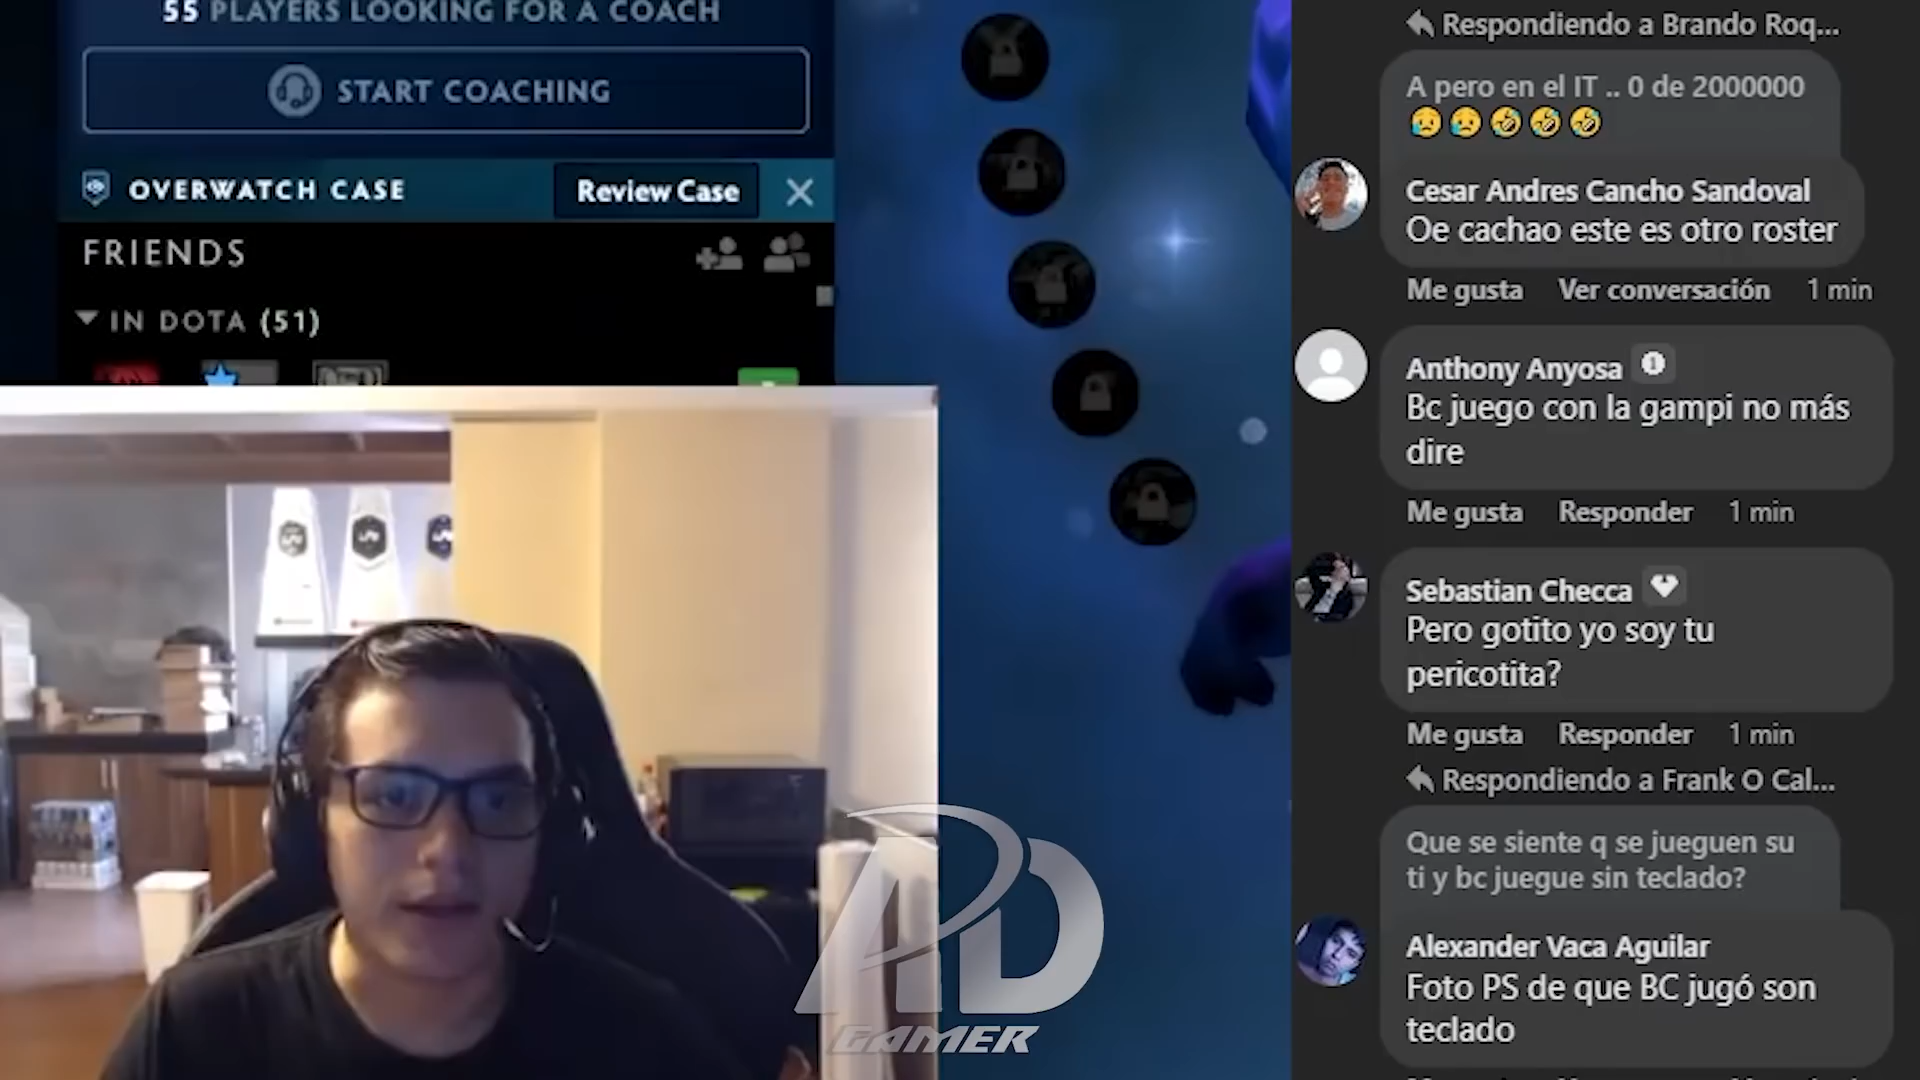 55 PLAYERS LOOKING FOR A COACH
START COACHING
OVERWATCH CASE
Review Case
FRIENDS
IN DOTA (51)
AD
GAMER
Respondiendo a Brando Roq...
A pero en el IT .. 0 de 2000000
😥😥🤣🤣🤣
Cesar Andres Cancho Sandoval
Oe cachao este es otro roster
Me gusta Ver conversación 1 min
Anthony Anyosa
Bc juego con la gampi no más
dire
Me gusta Responder 1 min
Sebastian Checca
Pero gotito yo soy tu
pericotita?
Me gusta Responder 1 min
Respondiendo a Frank O Cal...
Que se siente q se jueguen su
ti y bc juegue sin teclado?
Alexander Vaca Aguilar
Foto PS de que BC jugó son
teclado